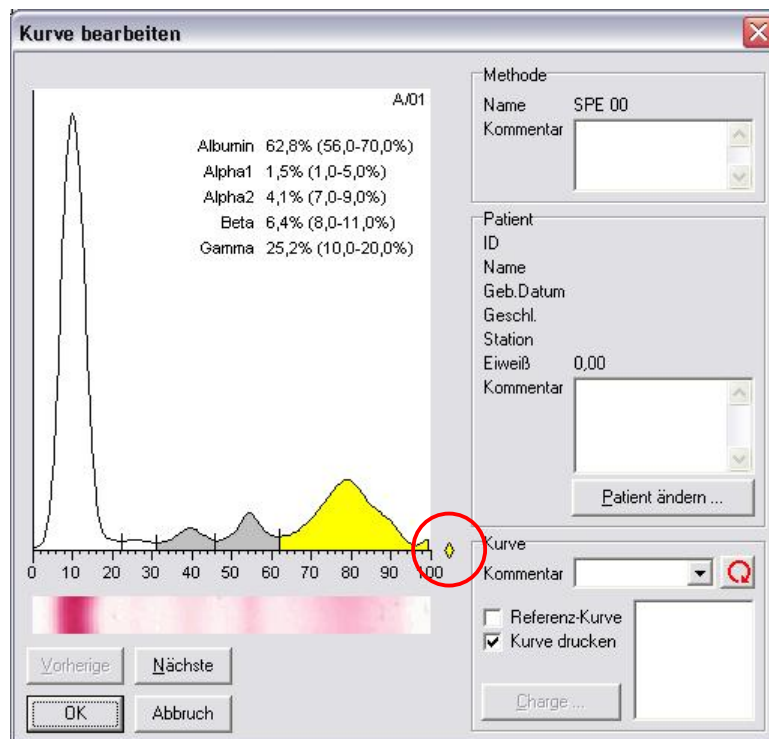 Kurve bearbeiten
A/01
Albumin 62,8% (56,0-70,0%)
Alpha1 1,5% (1,0-5,0%)
Alpha2 4,1% (7,0-9,0%)
Beta 6,4% (8,0-11,0%)
Gamma 25,2% (10,0-20,0%)
0 10 20 30 40 50 60 70 80 90 100
Vorherige Nächste
OK Abbruch
Methode
Name SPE 00
Kommentar
Patient
ID
Name
Geb.Datum
Geschl.
Station
Eiweiß 0,00
Kommentar
Patient ändern ...
Kurve
Kommentar
Referenz-Kurve
Kurve drucken
Charge ...